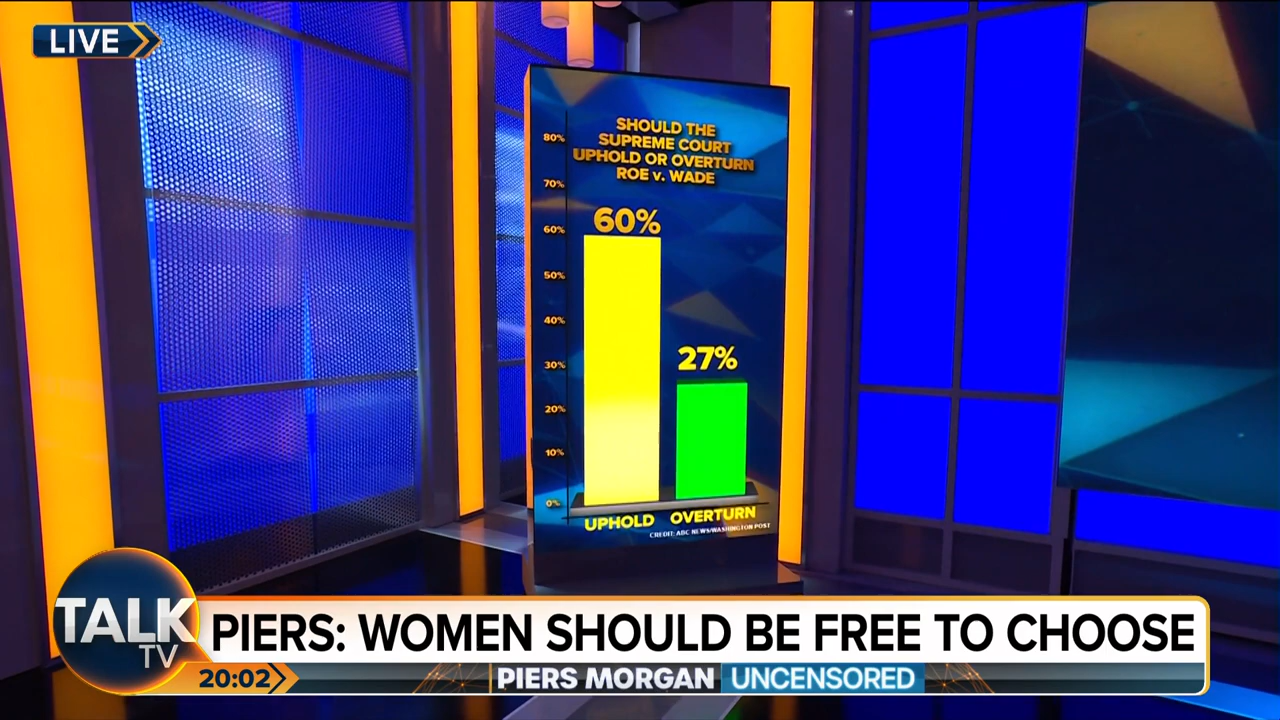 LIVE
SHOULD THE
SUPREME COURT
UPHOLD OR OVERTURN
ROE v. WADE
80%
70%
60%
60%
50%
40%
30%
27%
20%
10%
0%
UPHOLD OVERTURN
CREDIT: ABC NEWS/WASHINGTON POST
TALK
TV
PIERS: WOMEN SHOULD BE FREE TO CHOOSE
20:02
PIERS MORGAN UNCENSORED